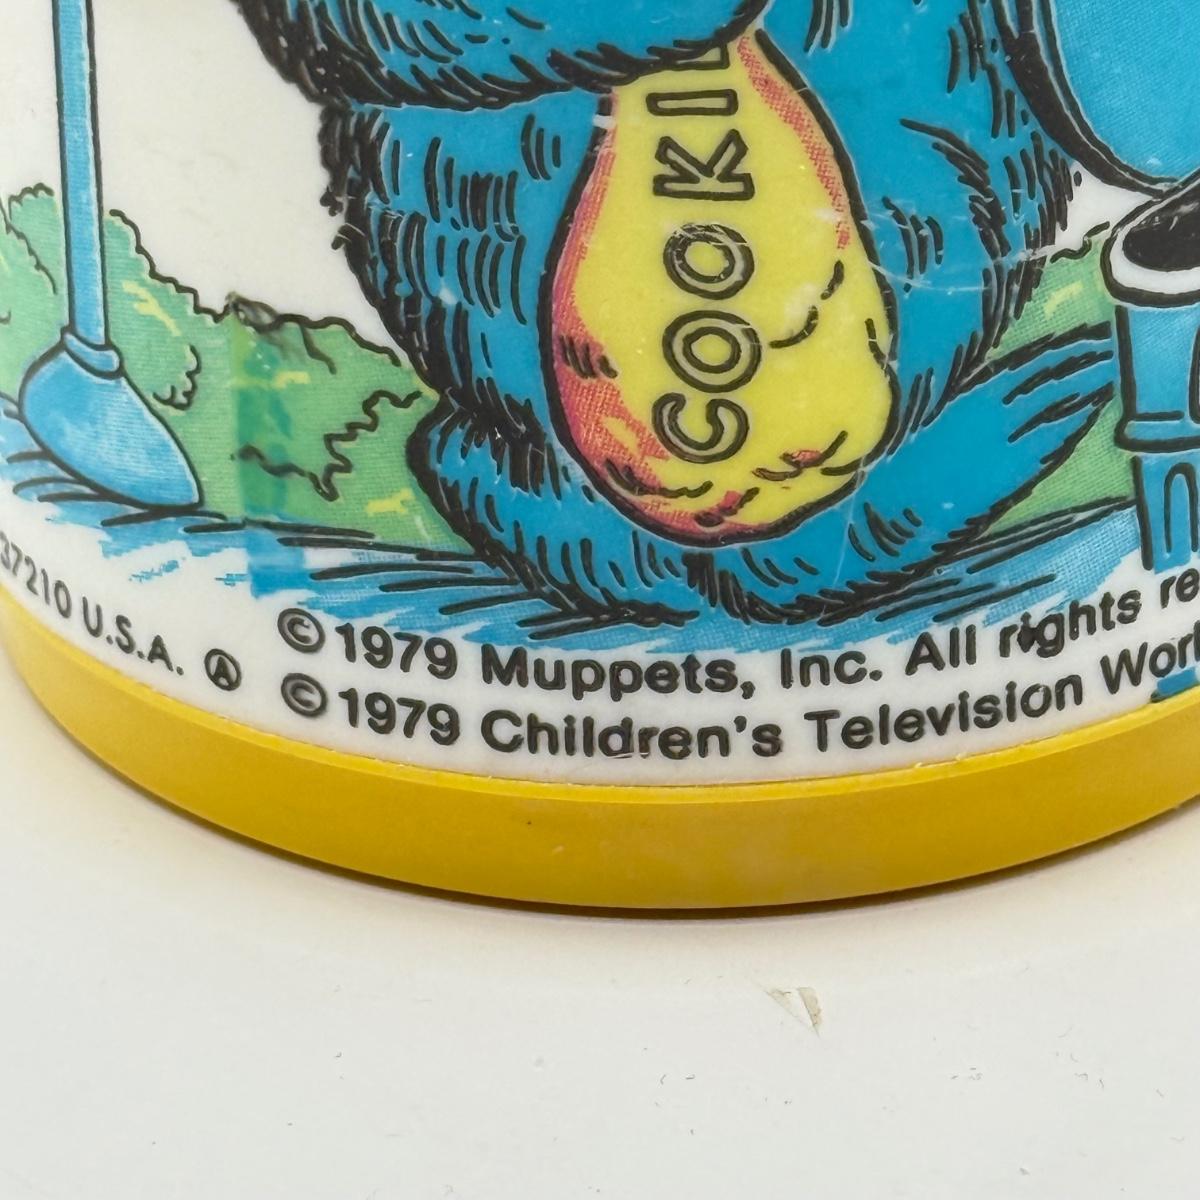 COOKI
37210 U.S.A. Ⓐ
© 1979 Muppets, Inc. All rights re
© 1979 Children's Television Wor